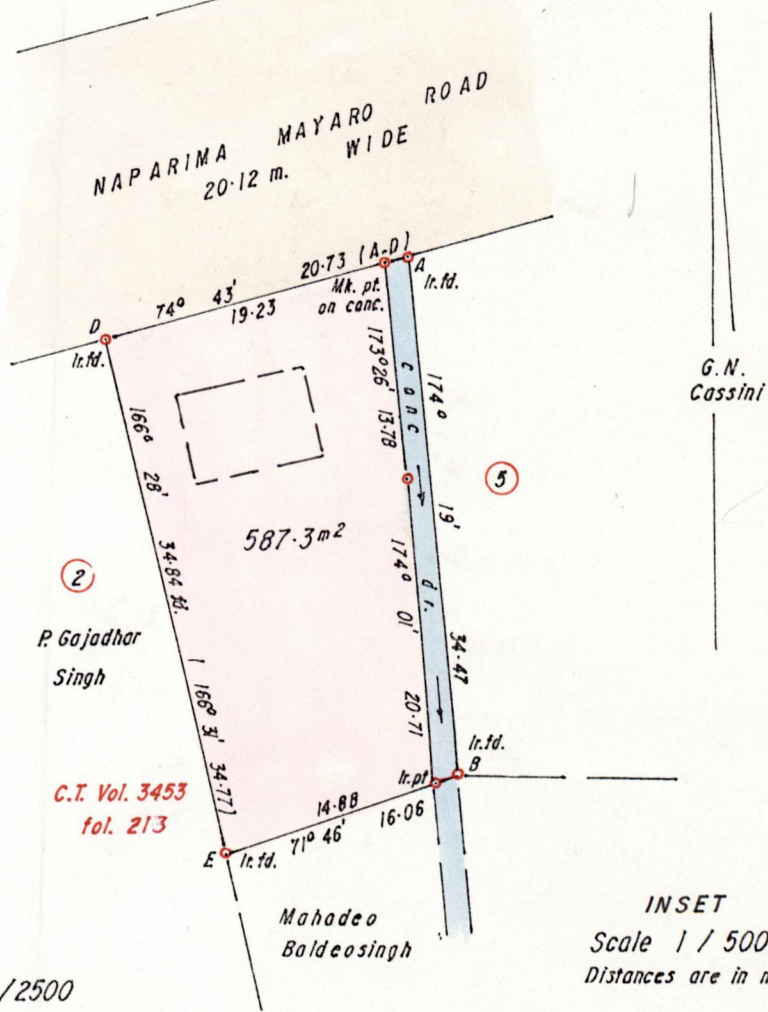 NAPARIMA MAYARO ROAD
20·12 m. WIDE
20·73 (A-D)
A
Ir.fd.
Mk. pt.
on conc.
74° 43'
19·23
D
Ir.fd.
173°26' 13·78
conc dr.
174° 19' 34·47
G.N.
Cassini
166° 28' 34·84
( 166° 31' 34·77)
587·3m²
5
2
174° 01' 20·71
P. Gajadhar
Singh
C.T. Vol. 3453
fol. 213
Ir.fd.
B
Ir.pt
14·88
71° 46' 16·06
E Ir.fd.
Mahadeo
Baldeosingh
INSET
Scale 1/500
Distances are in
/2500